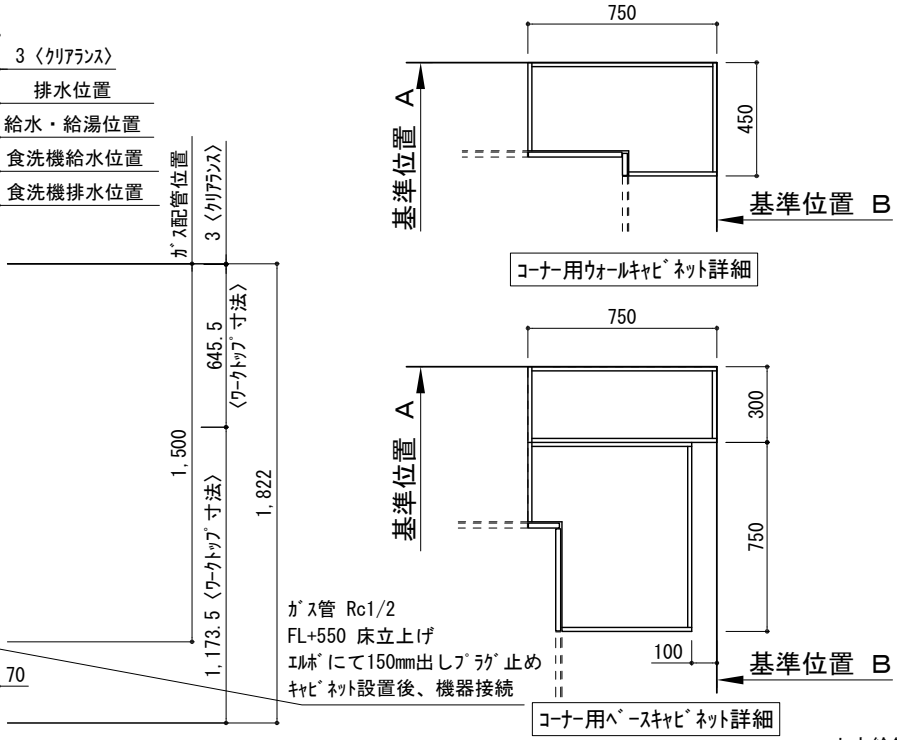 3 〈クリアランス〉
排水位置
給水・給湯位置
食洗機給水位置
食洗機排水位置
ガス配管位置
3 〈クリアランス〉
645.5
〈ワークトップ寸法〉
1,500
1,173.5 〈ワークトップ寸法〉
1,822
70
ガス管 Rc1/2
FL+550 床立上げ
エルボにて150mm出しプラグ止め
キャビネット設置後、機器接続
750
450
基準位置 A
基準位置 B
コーナー用ウォールキャビネット詳細
750
300
750
基準位置 A
100
基準位置 B
コーナー用ベースキャビネット詳細